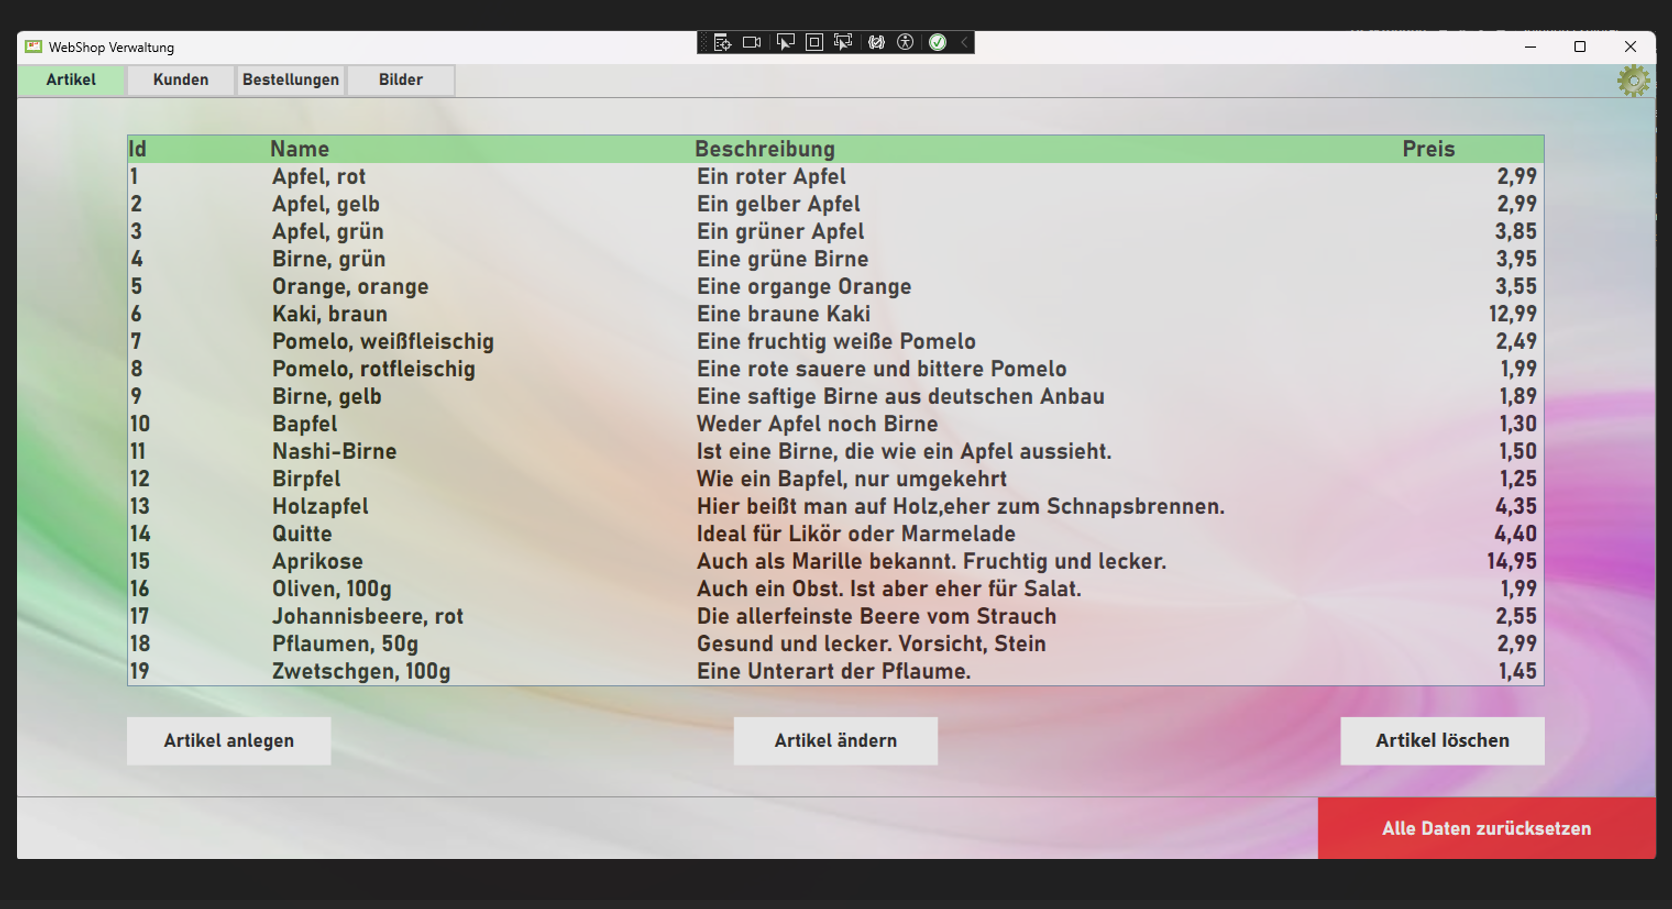 WebShop Verwaltung
Artikel Kunden Bestellungen Bilder
Id Name Beschreibung Preis
1 Apfel, rot Ein roter Apfel 2,99
2 Apfel, gelb Ein gelber Apfel 2,99
3 Apfel, grün Ein grüner Apfel 3,85
4 Birne, grün Eine grüne Birne 3,95
5 Orange, orange Eine organge Orange 3,55
6 Kaki, braun Eine braune Kaki 12,99
7 Pomelo, weißfleischig Eine fruchtig weiße Pomelo 2,49
8 Pomelo, rotfleischig Eine rote sauere und bittere Pomelo 1,99
9 Birne, gelb Eine saftige Birne aus deutschen Anbau 1,89
10 Bapfel Weder Apfel noch Birne 1,30
11 Nashi-Birne Ist eine Birne, die wie ein Apfel aussieht. 1,50
12 Birpfel Wie ein Bapfel, nur umgekehrt 1,25
13 Holzapfel Hier beißt man auf Holz,eher zum Schnapsbrennen. 4,35
14 Quitte Ideal für Likör oder Marmelade 4,40
15 Aprikose Auch als Marille bekannt. Fruchtig und lecker. 14,95
16 Oliven, 100g Auch ein Obst. Ist aber eher für Salat. 1,99
17 Johannisbeere, rot Die allerfeinste Beere vom Strauch 2,55
18 Pflaumen, 50g Gesund und lecker. Vorsicht, Stein 2,99
19 Zwetschgen, 100g Eine Unterart der Pflaume. 1,45
Artikel anlegen Artikel ändern Artikel löschen
Alle Daten zurücksetzen